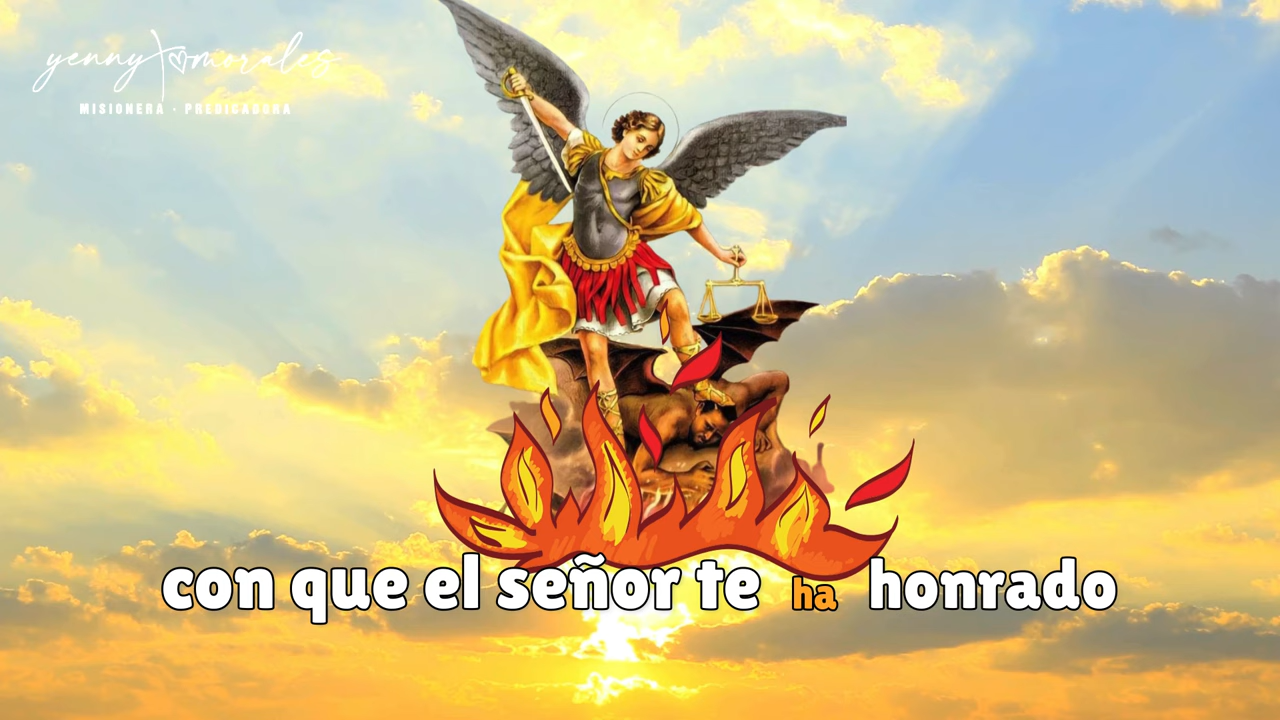 yenny morales
MISIONERA · PREDICADORA
con que el señor te ha honrado